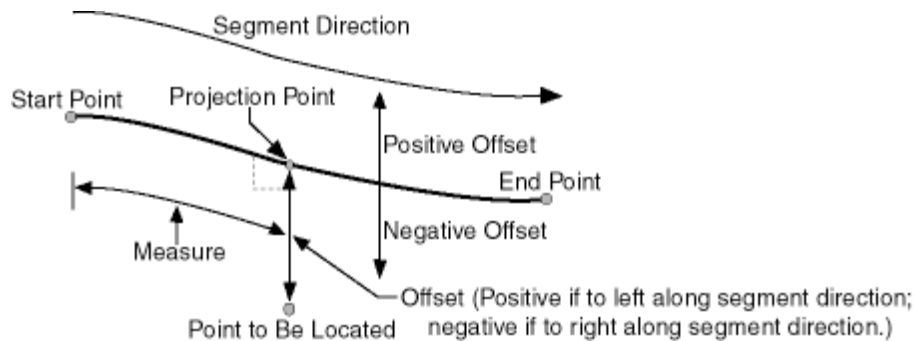 Segment Direction
Start Point
Projection Point
Positive Offset
End Point
Negative Offset
Measure
Offset (Positive if to left along segment direction;
negative if to right along segment direction.)
Point to Be Located